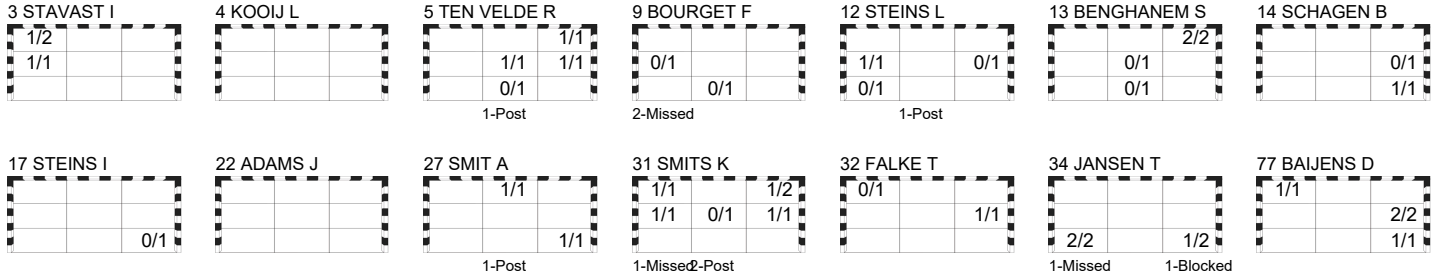 3 STAVAST I 4 KOOIJ L 5 TEN VELDE R 9 BOURGET F 12 STEINS L 13 BENGHANEM S 14 SCHAGEN B
1/2 1/1 2/2
1/1 1/1 1/1 0/1 1/1 0/1 0/1 0/1
0/1 0/1 0/1 0/1 1/1
1-Post 2-Missed 1-Post
17 STEINS I 22 ADAMS J 27 SMIT A 31 SMITS K 32 FALKE T 34 JANSEN T 77 BAIJENS D
1/1 1/1 1/2 0/1 1/1
1/1 0/1 1/1 1/1 2/2
0/1 1/1 2/2 1/2 1/1
1-Post 1-Missed 2-Post 1-Missed 1-Blocked